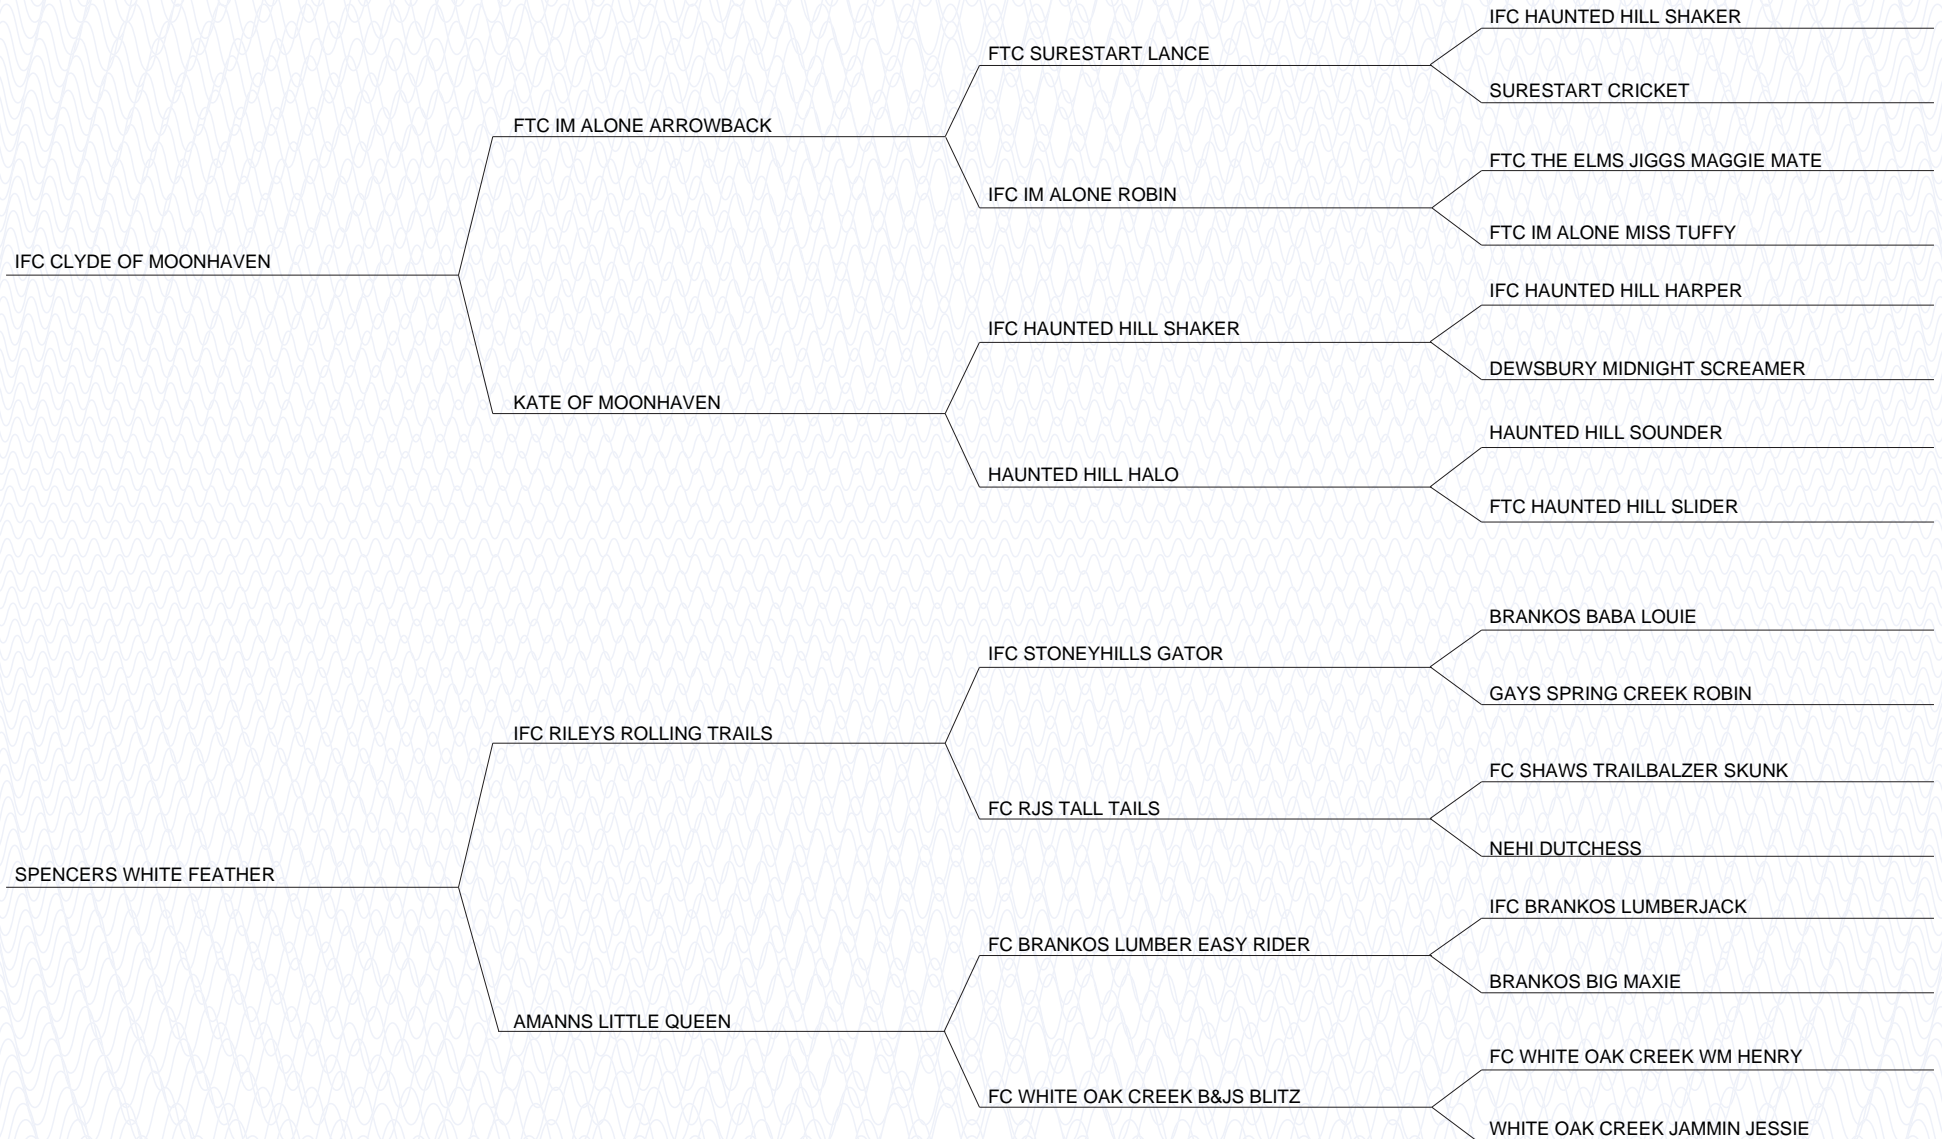 IFC HAUNTED HILL SHAKER
FTC SURESTART LANCE
SURESTART CRICKET
FTC IM ALONE ARROWBACK
FTC THE ELMS JIGGS MAGGIE MATE
IFC IM ALONE ROBIN
FTC IM ALONE MISS TUFFY
IFC CLYDE OF MOONHAVEN
IFC HAUNTED HILL HARPER
IFC HAUNTED HILL SHAKER
DEWSBURY MIDNIGHT SCREAMER
KATE OF MOONHAVEN
HAUNTED HILL SOUNDER
HAUNTED HILL HALO
FTC HAUNTED HILL SLIDER
BRANKOS BABA LOUIE
IFC STONEYHILLS GATOR
GAYS SPRING CREEK ROBIN
IFC RILEYS ROLLING TRAILS
FC SHAWS TRAILBALZER SKUNK
FC RJS TALL TAILS
NEHI DUTCHESS
SPENCERS WHITE FEATHER
IFC BRANKOS LUMBERJACK
FC BRANKOS LUMBER EASY RIDER
BRANKOS BIG MAXIE
AMANNS LITTLE QUEEN
FC WHITE OAK CREEK WM HENRY
FC WHITE OAK CREEK B&JS BLITZ
WHITE OAK CREEK JAMMIN JESSIE